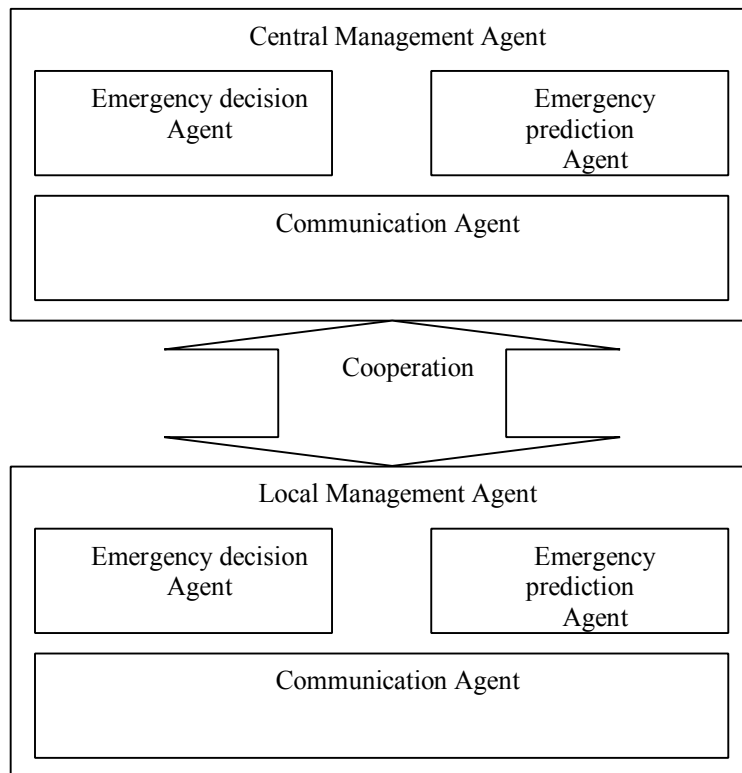 Central Management Agent
Emergency decision
Agent
Emergency
prediction
Agent
Communication Agent
Cooperation
Local Management Agent
Emergency decision
Agent
Emergency
prediction
Agent
Communication Agent